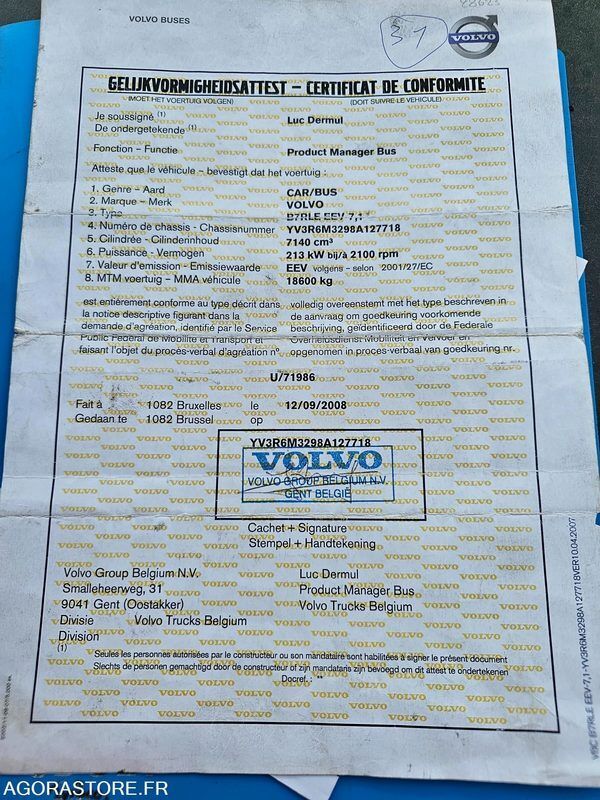 28623
VOLVO BUSES
31
VOLVO
GELIJKVORMIGHEIDSATTEST – CERTIFICAT DE CONFORMITE
(MOET HET VOERTUIG VOLGEN) (DOIT SUIVRE LE VEHICULE)
Je soussigné (1) Luc Dermul
De ondergetekende (1)
Fonction – Functie Product Manager Bus
Atteste que le véhicule – bevestigt dat het voertuig :
1. Genre – Aard CAR/BUS
2. Marque – Merk VOLVO
3. Type B7RLE EEV-7,1
4. Numéro de chassis - Chassisnummer YV3R6M3298A127718
5. Cilindrée - Cilindennhoud 7140 cm³
6. Puissance - Vermogen 213 kW bij/à 2100 rpm
7. Valeur d'emission - Emissiewaarde EEV volgens – selon 2001/27/EC
8. MTM voertuig – MMA véhicule 18600 kg
est entièrement conforme au type décrit dans volledig overeenstemt met het type beschreven in
la notice descriptive figurant dans la de aanvraag om goedkeuring voorkomende
demande d'agréation, identifié par le Service beschrijving, geïdentificeerd door de Federale
Public Fédéral de Mobilité et Transport et Overheidsdienst Mobiliteit en Vervoer en
faisant l'objet du procès-verbal d'agréation n°. opgenomen in proces-verbaal van goedkeuring nr.
U/71986
Fait à 1082 Bruxelles le 12/09/2008
Gedaan te 1082 Brussel op
YV3R6M3298A127718
VOLVO
VOLVO GROUP BELGIUM N.V.
GENT BELGIË
Cachet + Signature
Stempel + Handtekening
Volvo Group Belgium N.V. Luc Dermul
Smalleheerweg, 31 Product Manager Bus
9041 Gent (Oostakker) Volvo Trucks Belgium
Divisie Volvo Trucks Belgium
Division
(1) Seules les personnes autorisées par le constructeur ou son mandataire sont habilitées à signer le présent document
Slechts de personen gemachtigd door de constructeur of zijn mandataris zijn bevoegd om dit attest te ondertekenen
Docref. : **
VBC B7RLE EEV-7,1-YV3R6M3298A127718VER10.04.2007
AGORASTORE.FR